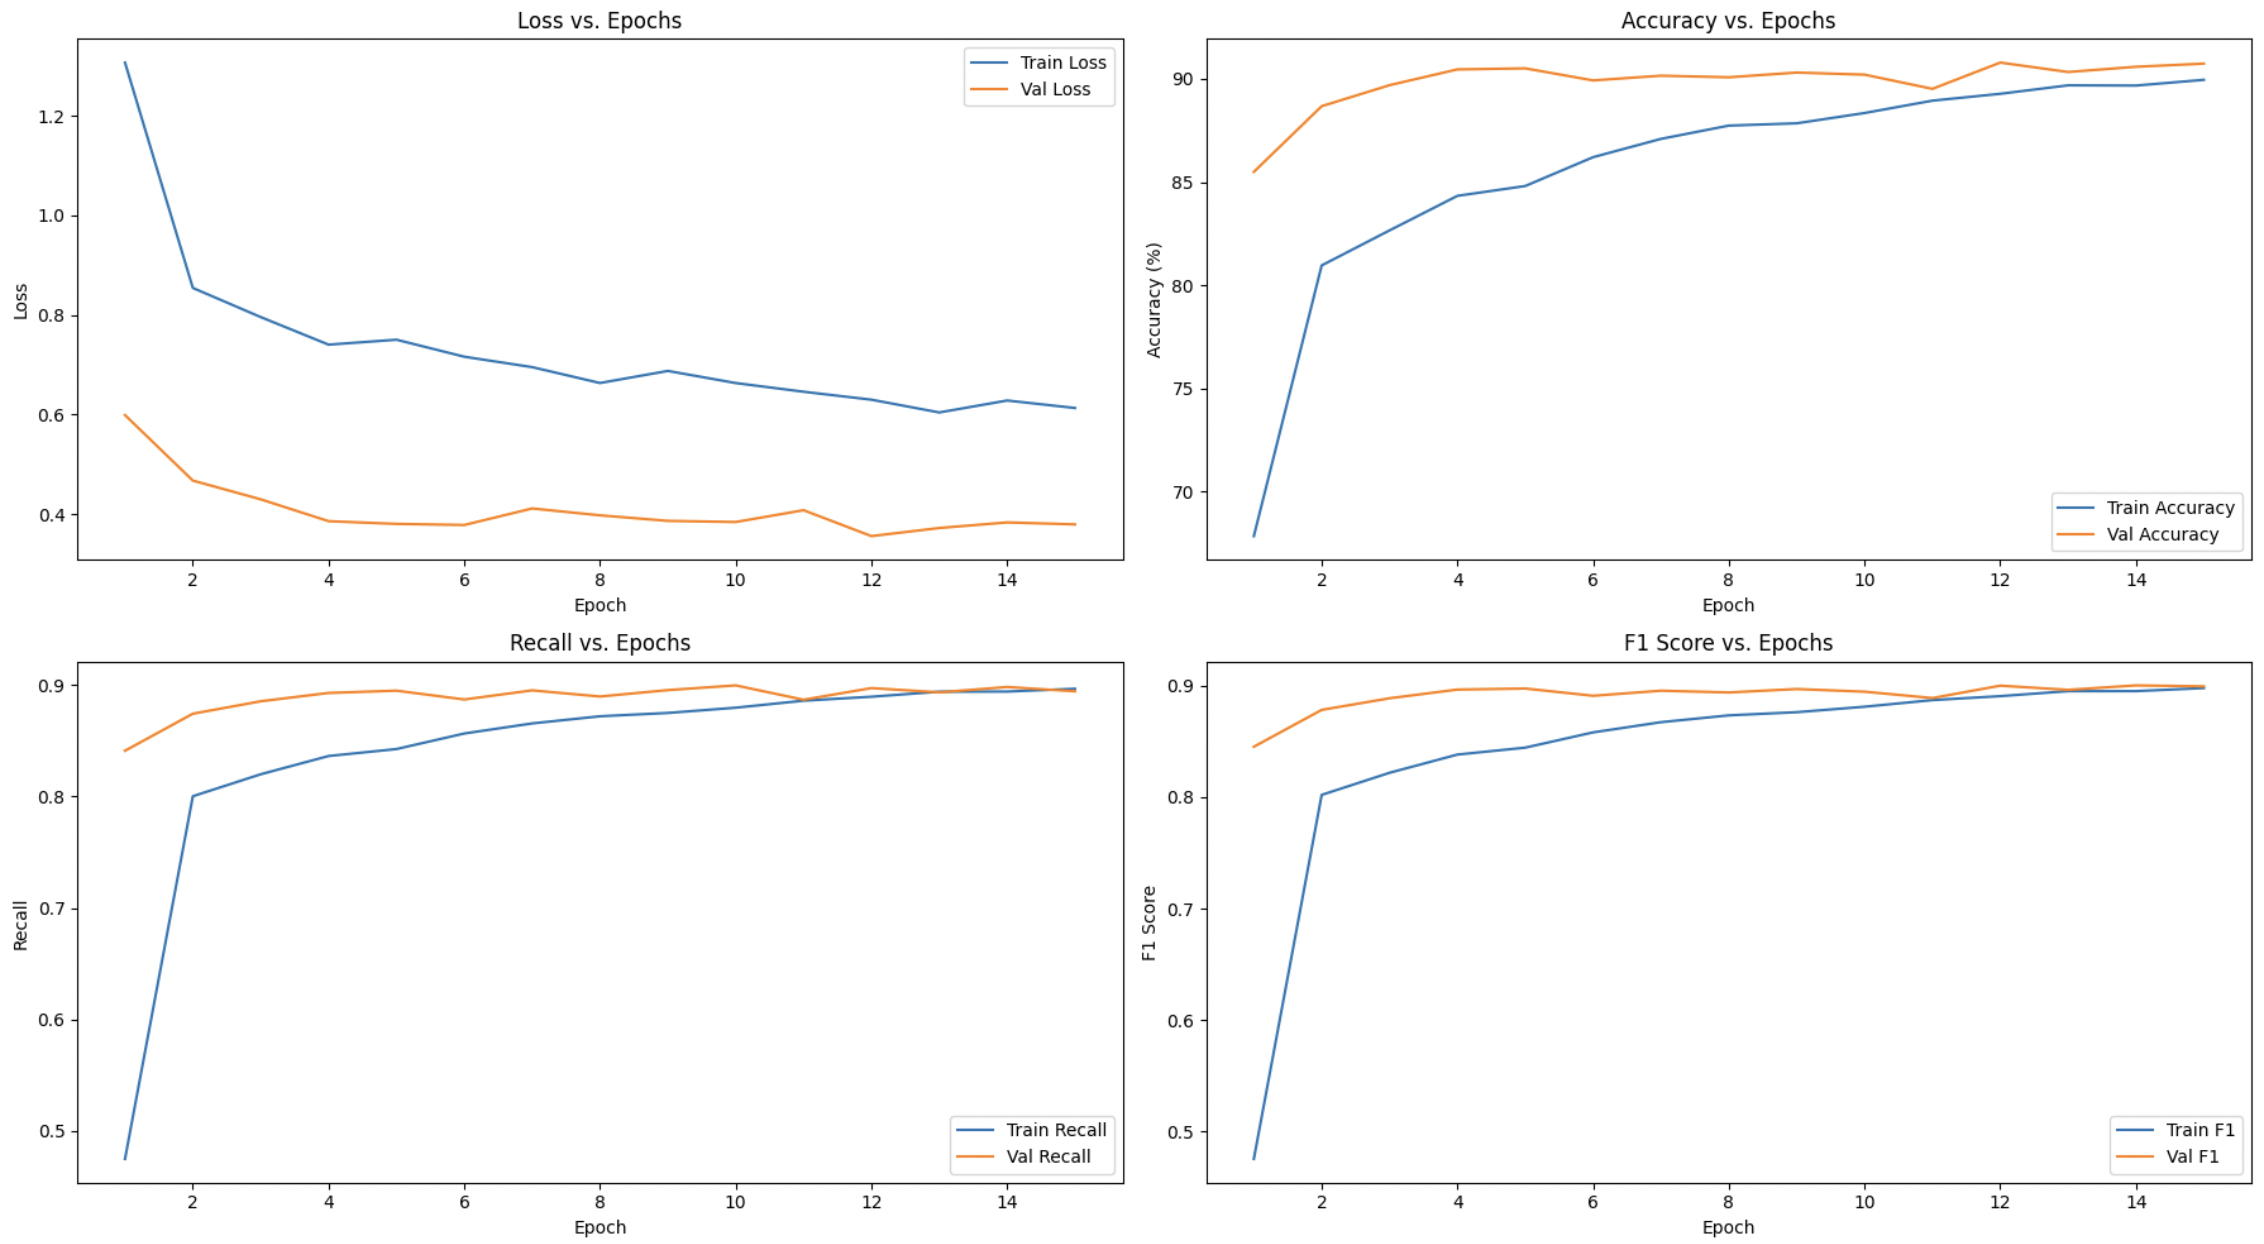 Loss vs. Epochs
Train Loss
Val Loss
1.2
1.0
0.8
0.6
0.4
Loss
2 4 6 8 10 12 14
Epoch
Accuracy vs. Epochs
90
85
80
75
70
Accuracy (%)
Train Accuracy
Val Accuracy
2 4 6 8 10 12 14
Epoch
Recall vs. Epochs
0.9
0.8
0.7
0.6
0.5
Recall
Train Recall
Val Recall
2 4 6 8 10 12 14
Epoch
F1 Score vs. Epochs
0.9
0.8
0.7
0.6
0.5
F1 Score
Train F1
Val F1
2 4 6 8 10 12 14
Epoch